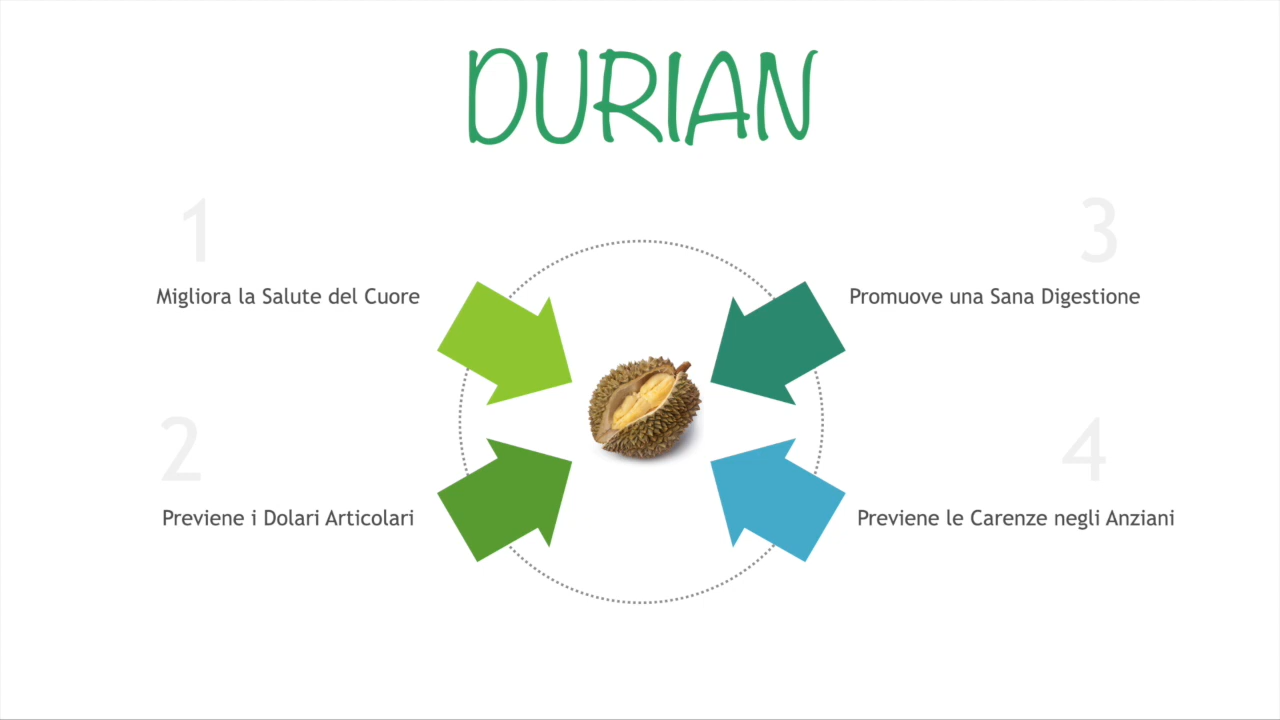 DURIAN
1
Migliora la Salute del Cuore
2
Previene i Dolari Articolari
3
Promuove una Sana Digestione
4
Previene le Carenze negli Anziani